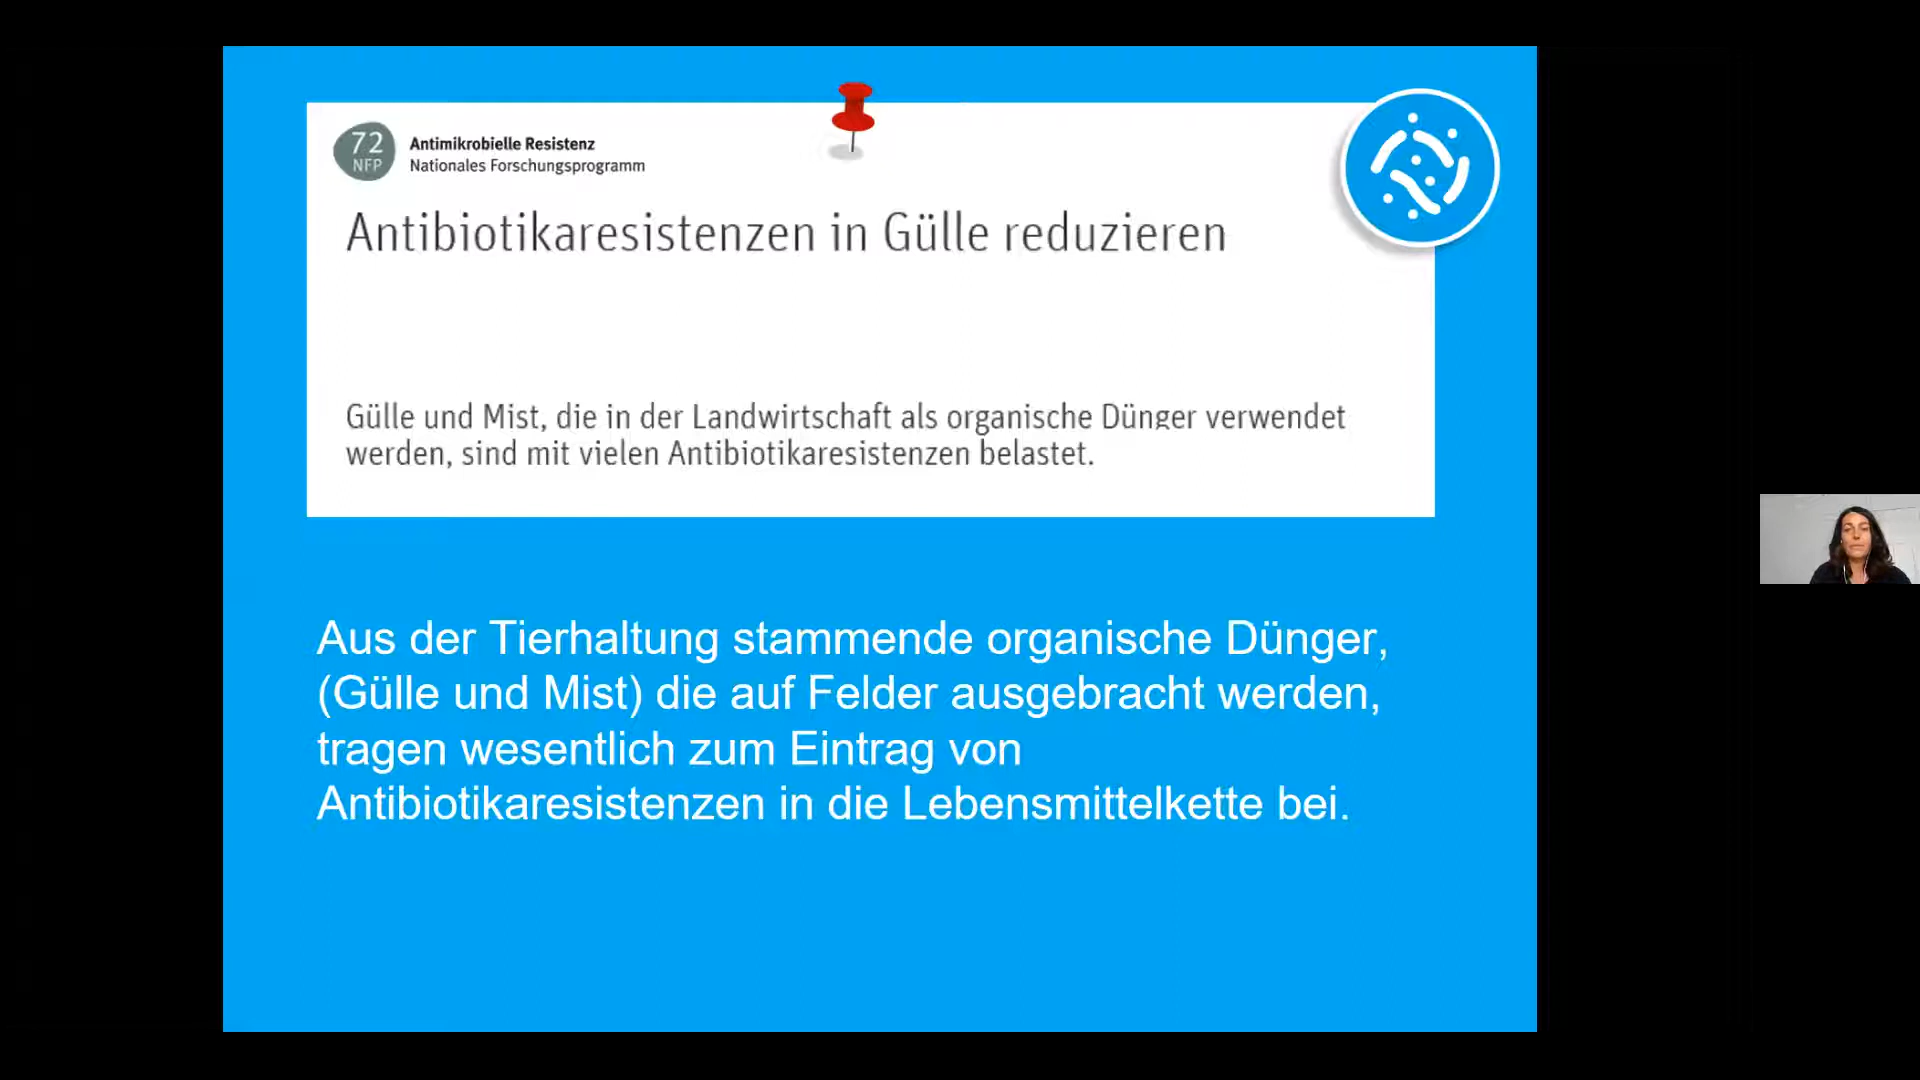 72
NFP
Antimikrobielle Resistenz
Nationales Forschungsprogramm
Antibiotikaresistenzen in Gülle reduzieren
Gülle und Mist, die in der Landwirtschaft als organische Dünger verwendet
werden, sind mit vielen Antibiotikaresistenzen belastet.
Aus der Tierhaltung stammende organische Dünger,
(Gülle und Mist) die auf Felder ausgebracht werden,
tragen wesentlich zum Eintrag von
Antibiotikaresistenzen in die Lebensmittelkette bei.